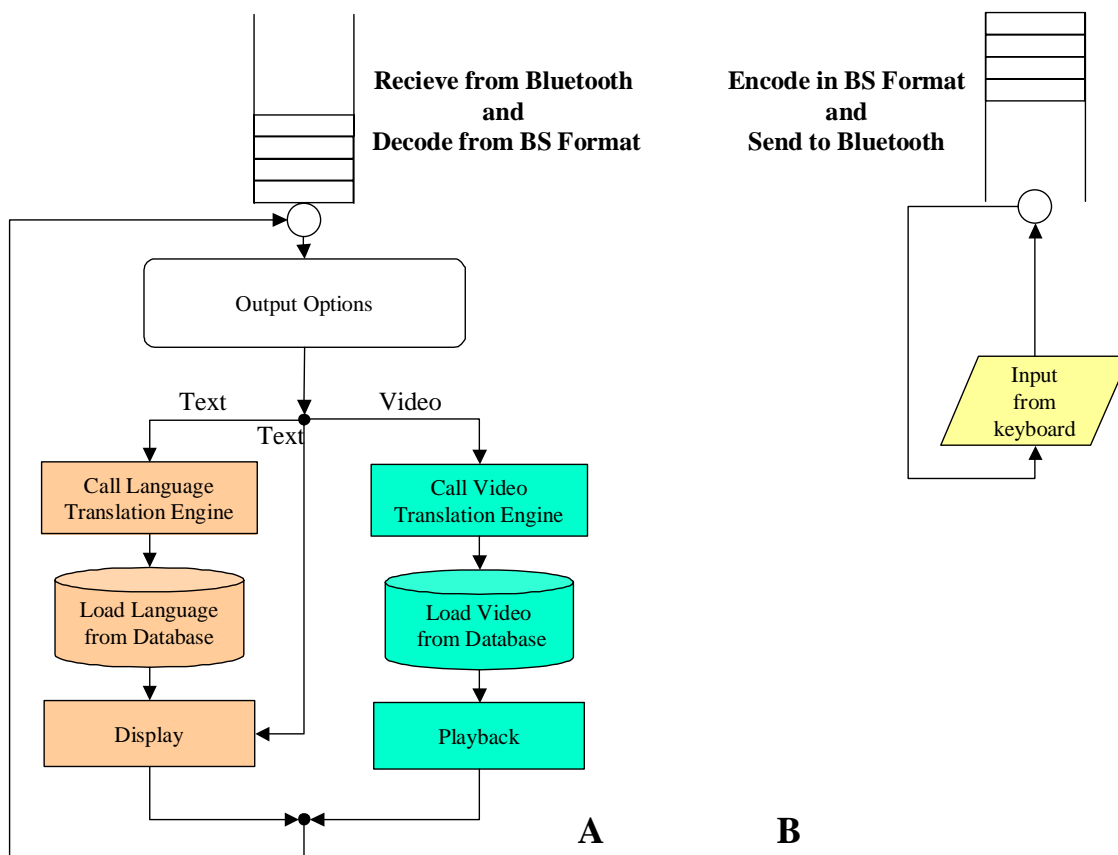 Recieve from Bluetooth
and
Decode from BS Format
Encode in BS Format
and
Send to Bluetooth
Output Options
Text
Video
Text
Call Language
Translation Engine
Call Video
Translation Engine
Load Language
from Database
Load Video
from Database
Display
Playback
Input
from
keyboard
A
B